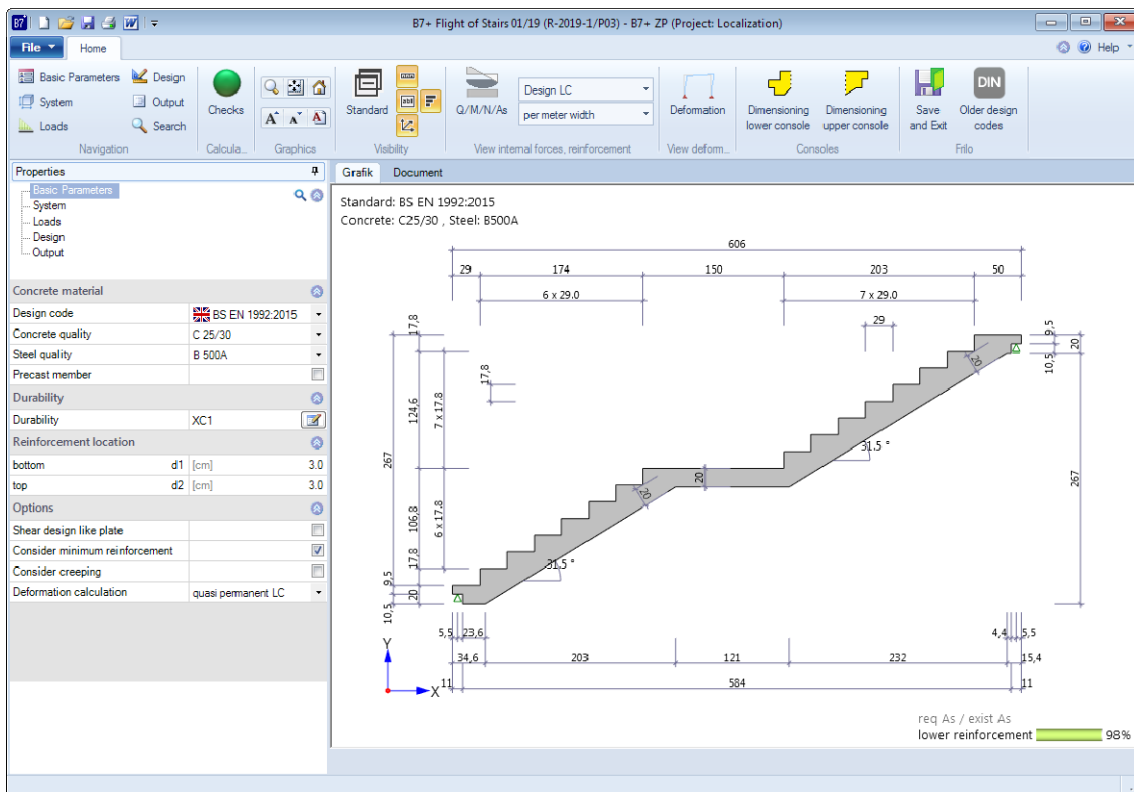 B7+ Flight of Stairs 01/19 (R-2019-1/P03) - B7+ ZP (Project: Localization)
File
Home
Help
Basic Parameters
Design
System
Output
Loads
Search
Navigation
Checks
Calcula...
Graphics
Standard
Visibility
Q/M/N/As
Design LC
per meter width
View internal forces, reinforcement
Deformation
View deform...
Dimensioning
lower console
Dimensioning
upper console
Consoles
Save
and Exit
DIN
Older design
codes
Frilo
Properties
Basic Parameters
System
Loads
Design
Output
Concrete material
Design code BS EN 1992:2015
Concrete quality C 25/30
Steel quality B 500A
Precast member
Durability
Durability XC1
Reinforcement location
bottom d1 [cm] 3.0
top d2 [cm] 3.0
Options
Shear design like plate
Consider minimum reinforcement
Consider creeping
Deformation calculation quasi permanent LC
Grafik Document
Standard: BS EN 1992:2015
Concrete: C25/30 , Steel: B500A
606
29 174 150 203 50
6 x 29.0 7 x 29.0
29
17,8
124,6
7 x 17.8
17,8
267
106,8
6 x 17.8
17,8
9,5
20
10,5
20
31.5 °
20
31.5 °
20
9,5
20
10,5
267
5,5 23,6 4,4 5,5
34,6 203 121 232 15,4
11 584 11
Y
X
req As / exist As
lower reinforcement 98%